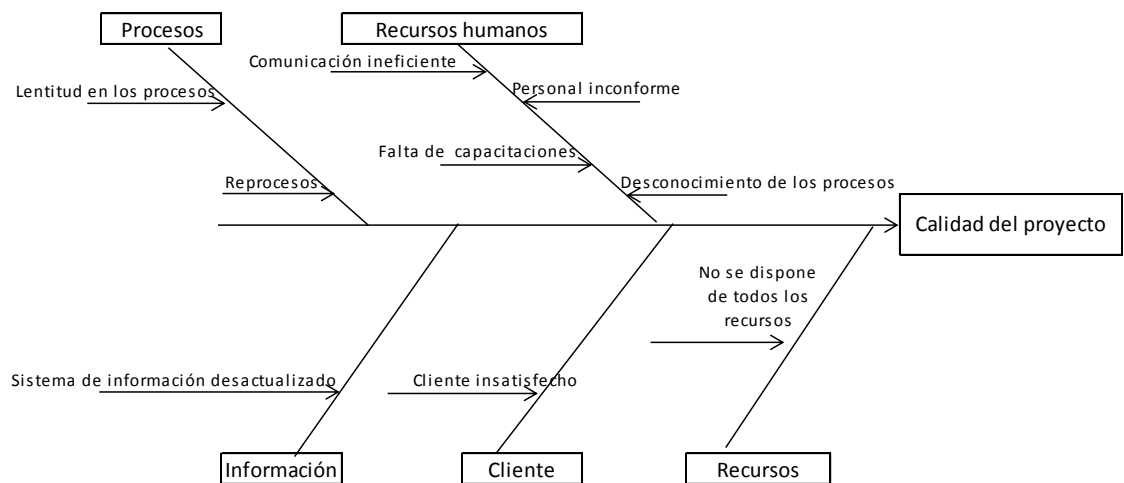 Procesos
Recursos humanos
Comunicación ineficiente
Lentitud en los procesos
Personal inconforme
Falta de capacitaciones
Reprocesos
Desconocimiento de los procesos
Calidad del proyecto
No se dispone
de todos los
recursos
Sistema de información desactualizado
Cliente insatisfecho
Información
Cliente
Recursos